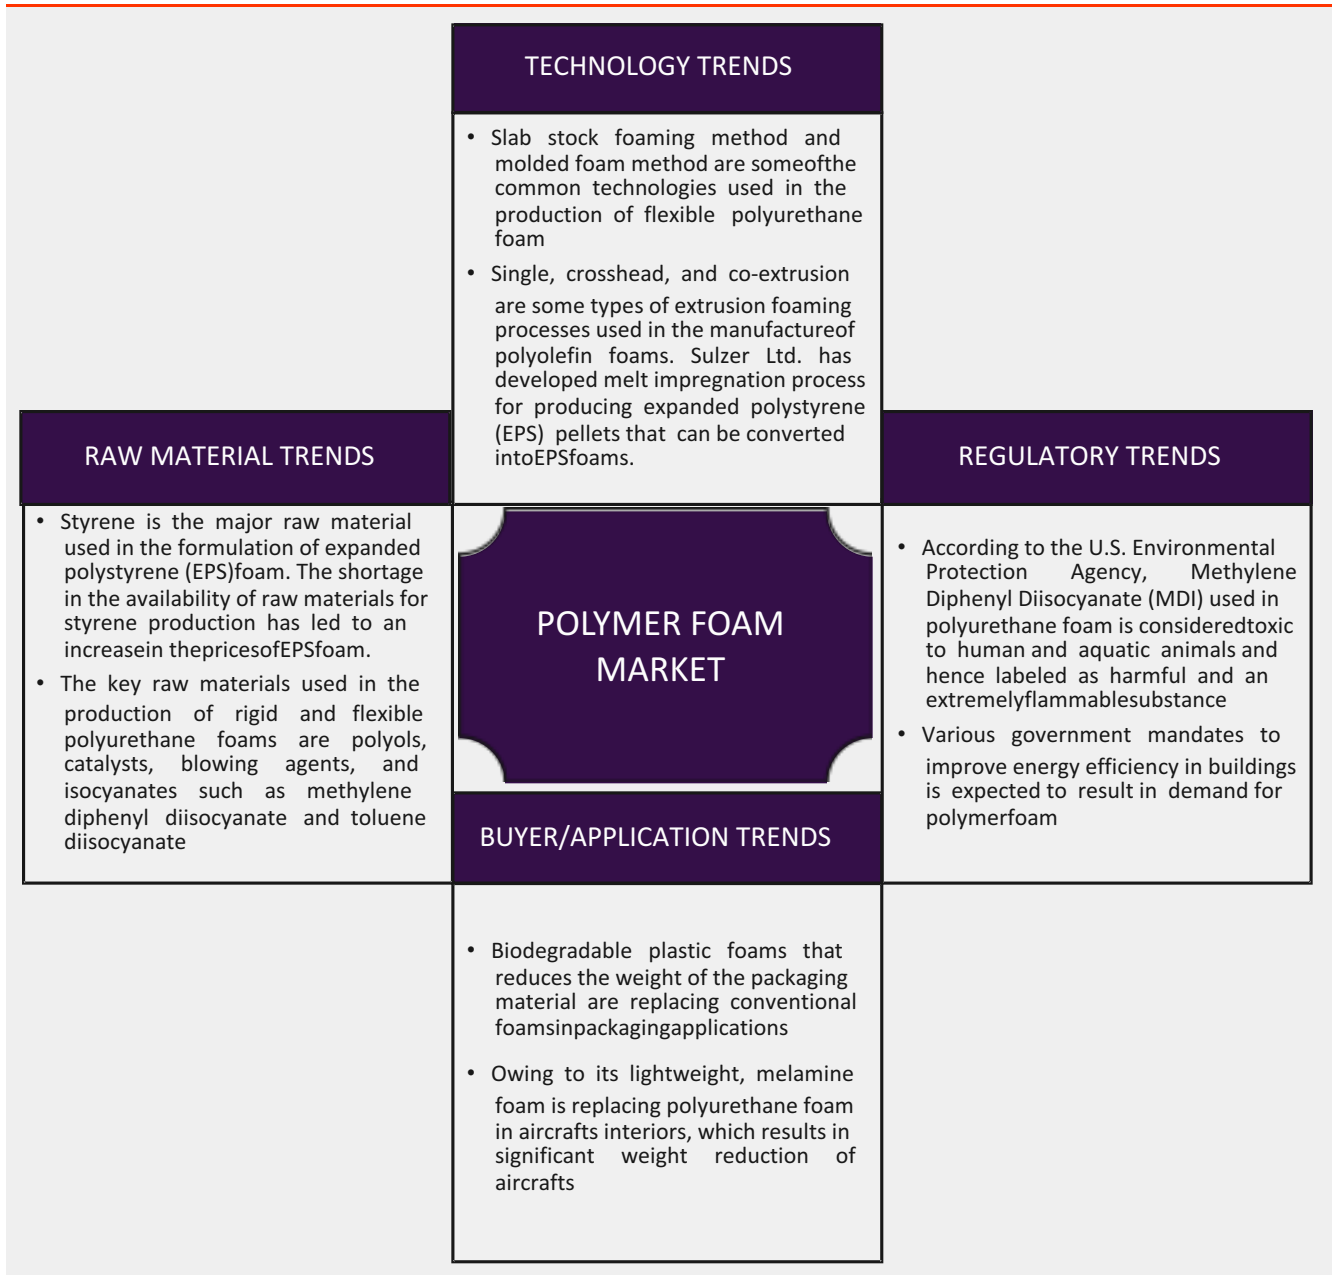 TECHNOLOGY TRENDS
• Slab stock foaming method and
molded foam method are someofthe
common technologies used in the
production of flexible polyurethane
foam
• Single, crosshead, and co-extrusion
are some types of extrusion foaming
processes used in the manufactureof
polyolefin foams. Sulzer Ltd. has
developed melt impregnation process
for producing expanded polystyrene
(EPS) pellets that can be converted
intoEPSfoams.
RAW MATERIAL TRENDS
• Styrene is the major raw material
used in the formulation of expanded
polystyrene (EPS)foam. The shortage
in the availability of raw materials for
styrene production has led to an
increasein thepricesofEPSfoam.
• The key raw materials used in the
production of rigid and flexible
polyurethane foams are polyols,
catalysts, blowing agents, and
isocyanates such as methylene
diphenyl diisocyanate and toluene
diisocyanate
POLYMER FOAM
MARKET
REGULATORY TRENDS
• According to the U.S. Environmental
Protection Agency, Methylene
Diphenyl Diisocyanate (MDI) used in
polyurethane foam is consideredtoxic
to human and aquatic animals and
hence labeled as harmful and an
extremelyflammablesubstance
• Various government mandates to
improve energy efficiency in buildings
is expected to result in demand for
polymerfoam
BUYER/APPLICATION TRENDS
• Biodegradable plastic foams that
reduces the weight of the packaging
material are replacing conventional
foamsinpackagingapplications
• Owing to its lightweight, melamine
foam is replacing polyurethane foam
in aircrafts interiors, which results in
significant weight reduction of
aircrafts